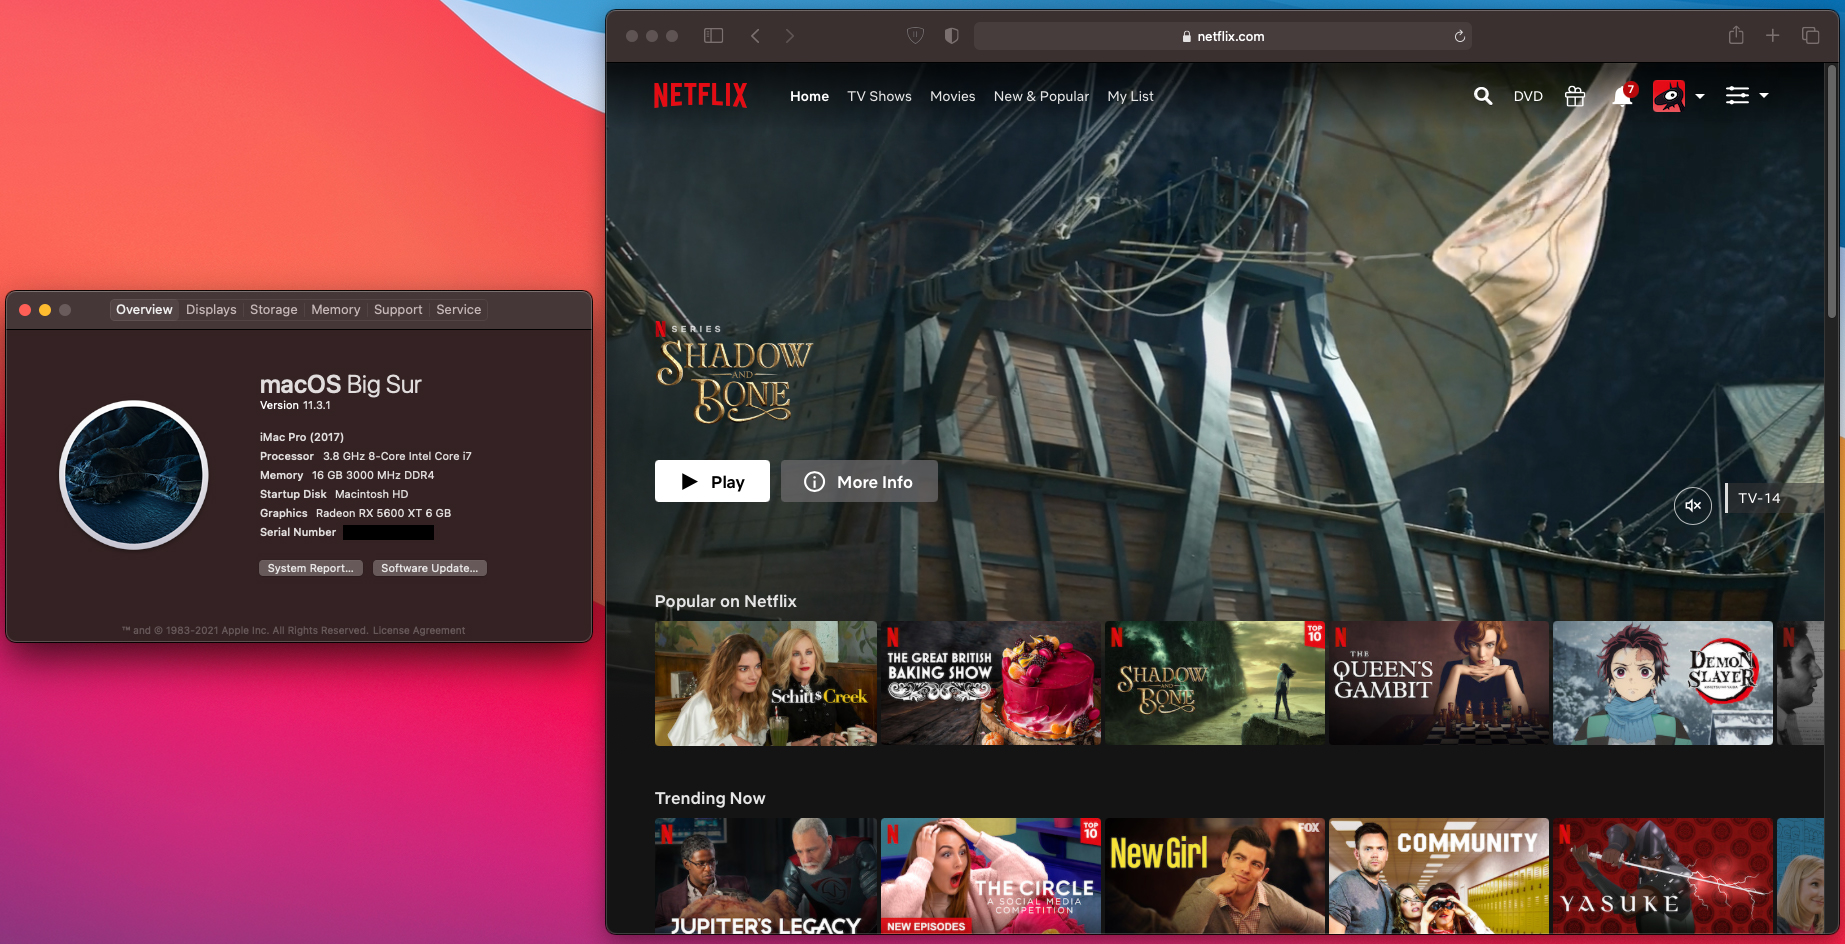 Overview Displays Storage Memory Support Service
macOS Big Sur
Version 11.3.1
iMac Pro (2017)
Processor 3.8 GHz 8-Core Intel Core i7
Memory 16 GB 3000 MHz DDR4
Startup Disk Macintosh HD
Graphics Radeon RX 5600 XT 6 GB
Serial Number
System Report... Software Update...
™ and © 1983-2021 Apple Inc. All Rights Reserved. License Agreement
netflix.com
NETFLIX Home TV Shows Movies New & Popular My List DVD 7
N SERIES
SHADOW
AND
BONE
Play More Info
TV-14
Popular on Netflix
Schitt$ Creek
N
THE GREAT BRITISH
BAKING SHOW
N
TOP
10
SHADOW
AND
BONE
N
THE
QUEEN'S
GAMBIT
DEMON
SLAYER
N
Trending Now
N
JUPITER'S LEGACY
N
TOP
10
THE CIRCLE
A SOCIAL MEDIA
COMPETITION
NEW EPISODES
FOX
New Girl
COMMUNITY
N
YASUKE